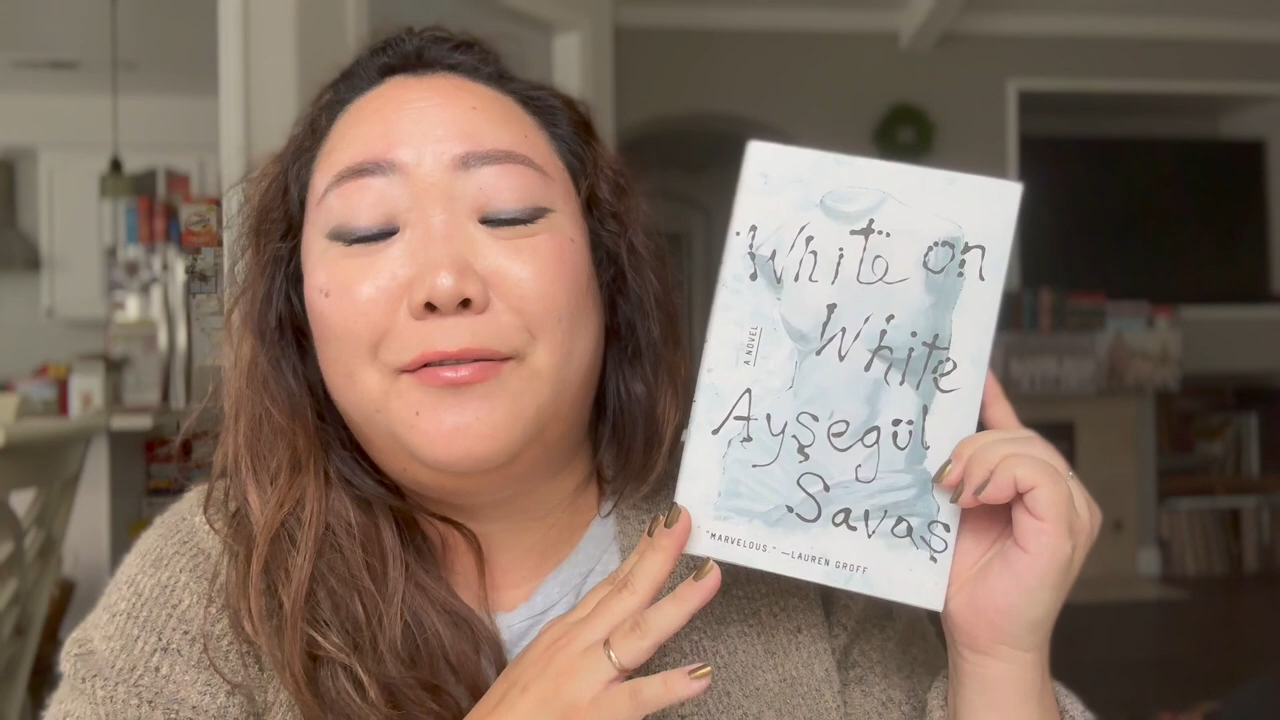 White on
White
A NOVEL
Ayşegül
Savaş
"MARVELOUS." —LAUREN GROFF